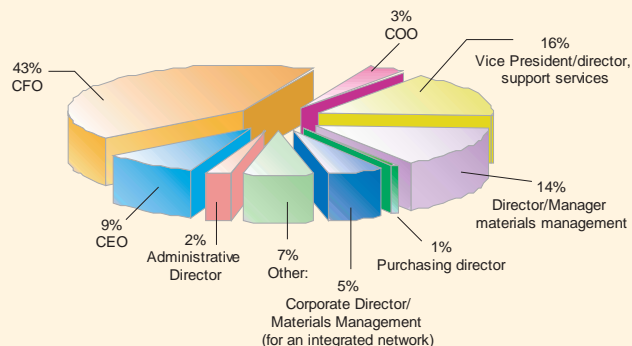 3%
COO
16%
Vice President/director,
support services
43%
CFO
14%
Director/Manager
materials management
1%
Purchasing director
5%
Corporate Director/
Materials Management
(for an integrated network)
7%
Other:
2%
Administrative
Director
9%
CEO